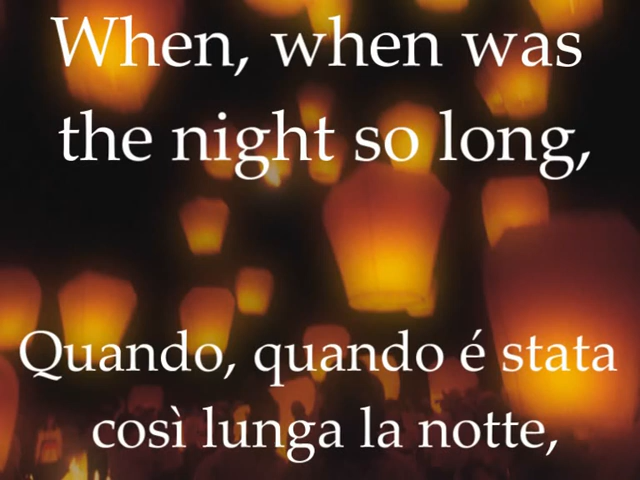 When, when was
the night so long,
Quando, quando é stata
così lunga la notte,